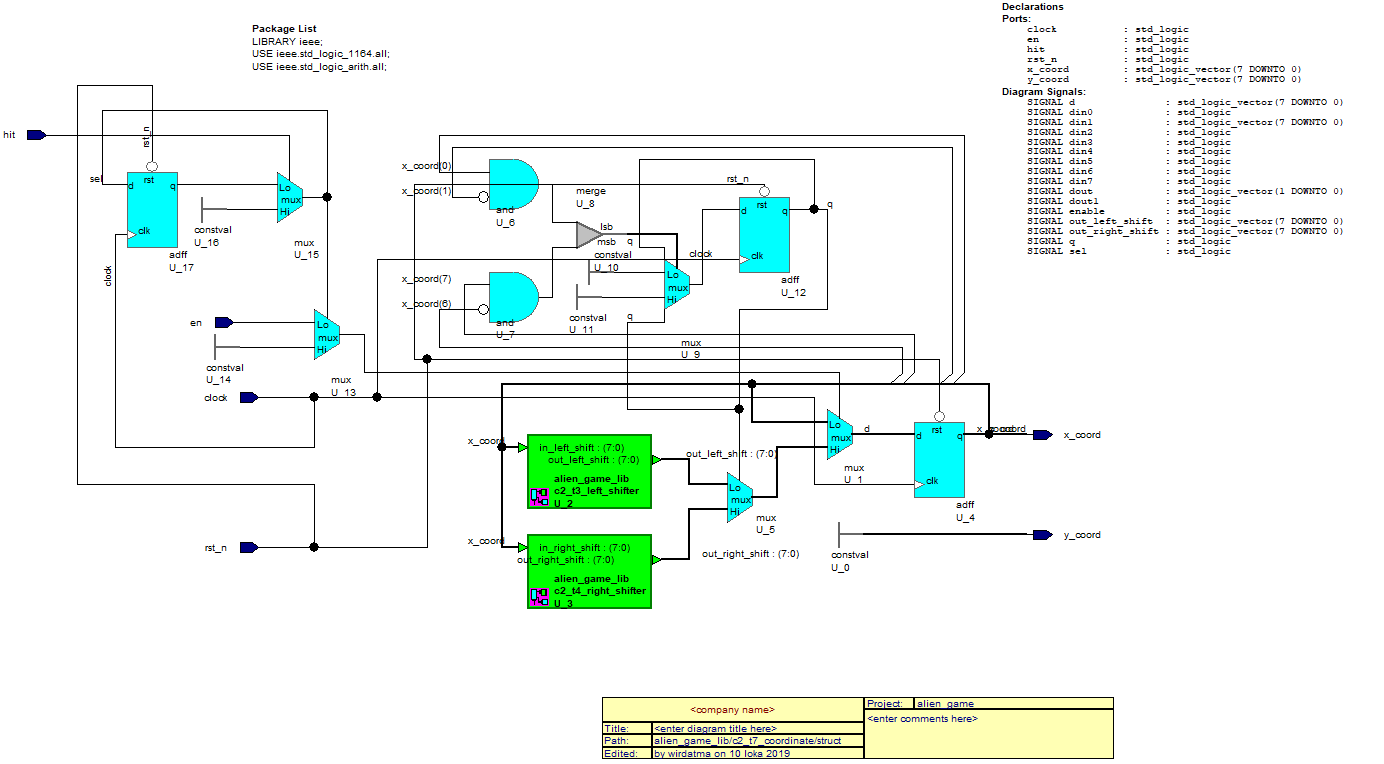 Package List
LIBRARY ieee;
USE ieee.std_logic_1164.all;
USE ieee.std_logic_arith.all;
Declarations
Ports:
clock : std_logic
en : std_logic
hit : std_logic
rst_n : std_logic
x_coord : std_logic_vector(7 DOWNTO 0)
y_coord : std_logic_vector(7 DOWNTO 0)
Diagram Signals:
SIGNAL d : std_logic_vector(7 DOWNTO 0)
SIGNAL din0 : std_logic
SIGNAL din1 : std_logic_vector(7 DOWNTO 0)
SIGNAL din2 : std_logic
SIGNAL din3 : std_logic
SIGNAL din4 : std_logic
SIGNAL din5 : std_logic
SIGNAL din6 : std_logic
SIGNAL din7 : std_logic
SIGNAL dout : std_logic_vector(1 DOWNTO 0)
SIGNAL dout1 : std_logic
SIGNAL enable : std_logic
SIGNAL out_left_shift : std_logic_vector(7 DOWNTO 0)
SIGNAL out_right_shift : std_logic_vector(7 DOWNTO 0)
SIGNAL q : std_logic
SIGNAL sel : std_logic
hit
rst_n
sel
rst
d q
clk
adff
U_17
clock
constval
U_16
Lo
mux
Hi
mux
U_15
en
constval
U_14
Lo
mux
Hi
mux
U_13
clock
rst_n
x_coord(0)
x_coord(1)
and
U_6
merge
U_8
lsb
msb
q
x_coord(7)
x_coord(6)
and
U_7
constval
U_10
constval
U_11
q
Lo
mux
Hi
mux
U_9
clock
rst_n
rst
d q
clk
q
adff
U_12
x_coord
in_left_shift : (7:0)
out_left_shift : (7:0)
alien_game_lib
c2_t3_left_shifter
U_2
out_left_shift : (7:0)
x_coord
in_right_shift : (7:0)
out_right_shift : (7:0)
alien_game_lib
c2_t4_right_shifter
U_3
out_right_shift : (7:0)
Lo
mux
Hi
mux
U_5
Lo
mux
Hi
mux
U_1
d
rst
d q
clk
adff
U_4
x_coord
constval
U_0
y_coord
<company name>
Title: <enter diagram title here>
Path: alien_game_lib/c2_t7_coordinate/struct
Edited: by wirdatma on 10 loka 2019
Project: alien_game
<enter comments here>